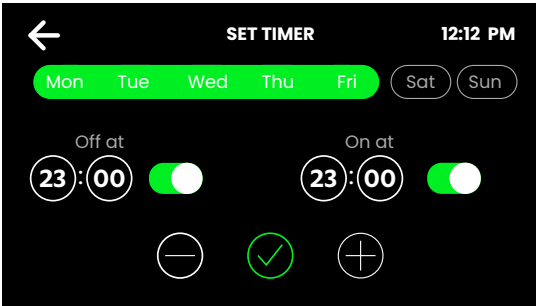 SET TIMER 12:12 PM
Mon Tue Wed Thu Fri Sat Sun
Off at On at
23:00 23:00